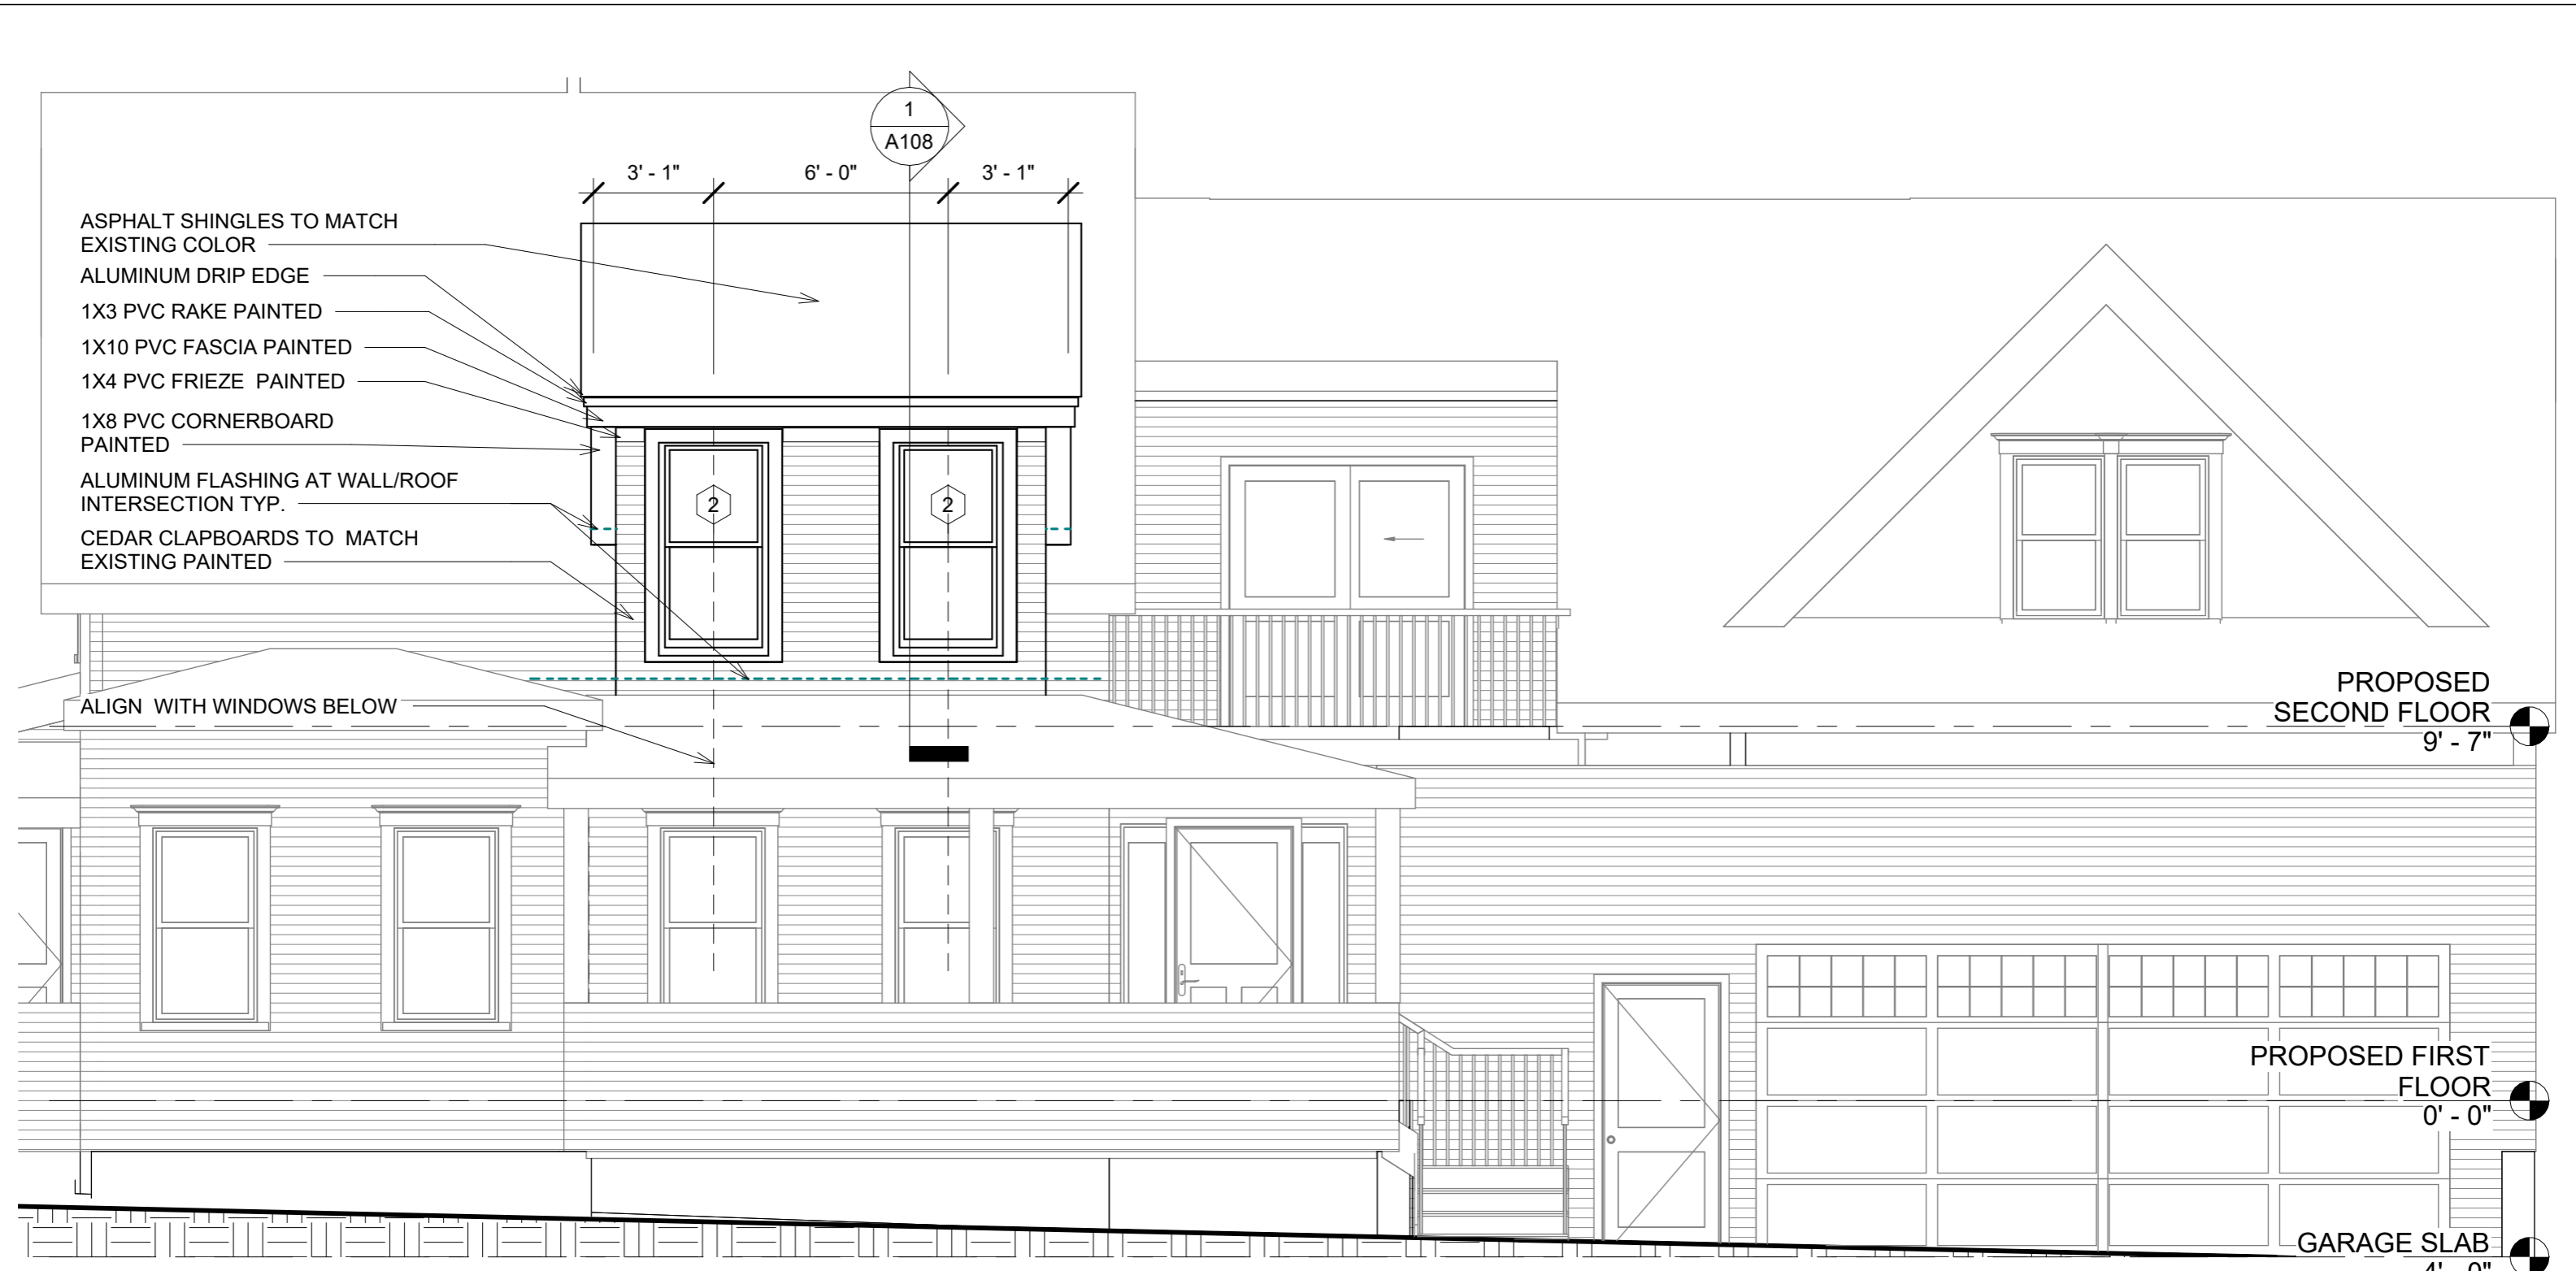 1
A108
3' - 1" 6' - 0" 3' - 1"
ASPHALT SHINGLES TO MATCH
EXISTING COLOR
ALUMINUM DRIP EDGE
1X3 PVC RAKE PAINTED
1X10 PVC FASCIA PAINTED
1X4 PVC FRIEZE PAINTED
1X8 PVC CORNERBOARD
PAINTED
ALUMINUM FLASHING AT WALL/ROOF
INTERSECTION TYP.
CEDAR CLAPBOARDS TO MATCH
EXISTING PAINTED
2 2
ALIGN WITH WINDOWS BELOW
PROPOSED
SECOND FLOOR
9' - 7"
PROPOSED FIRST
FLOOR
0' - 0"
GARAGE SLAB